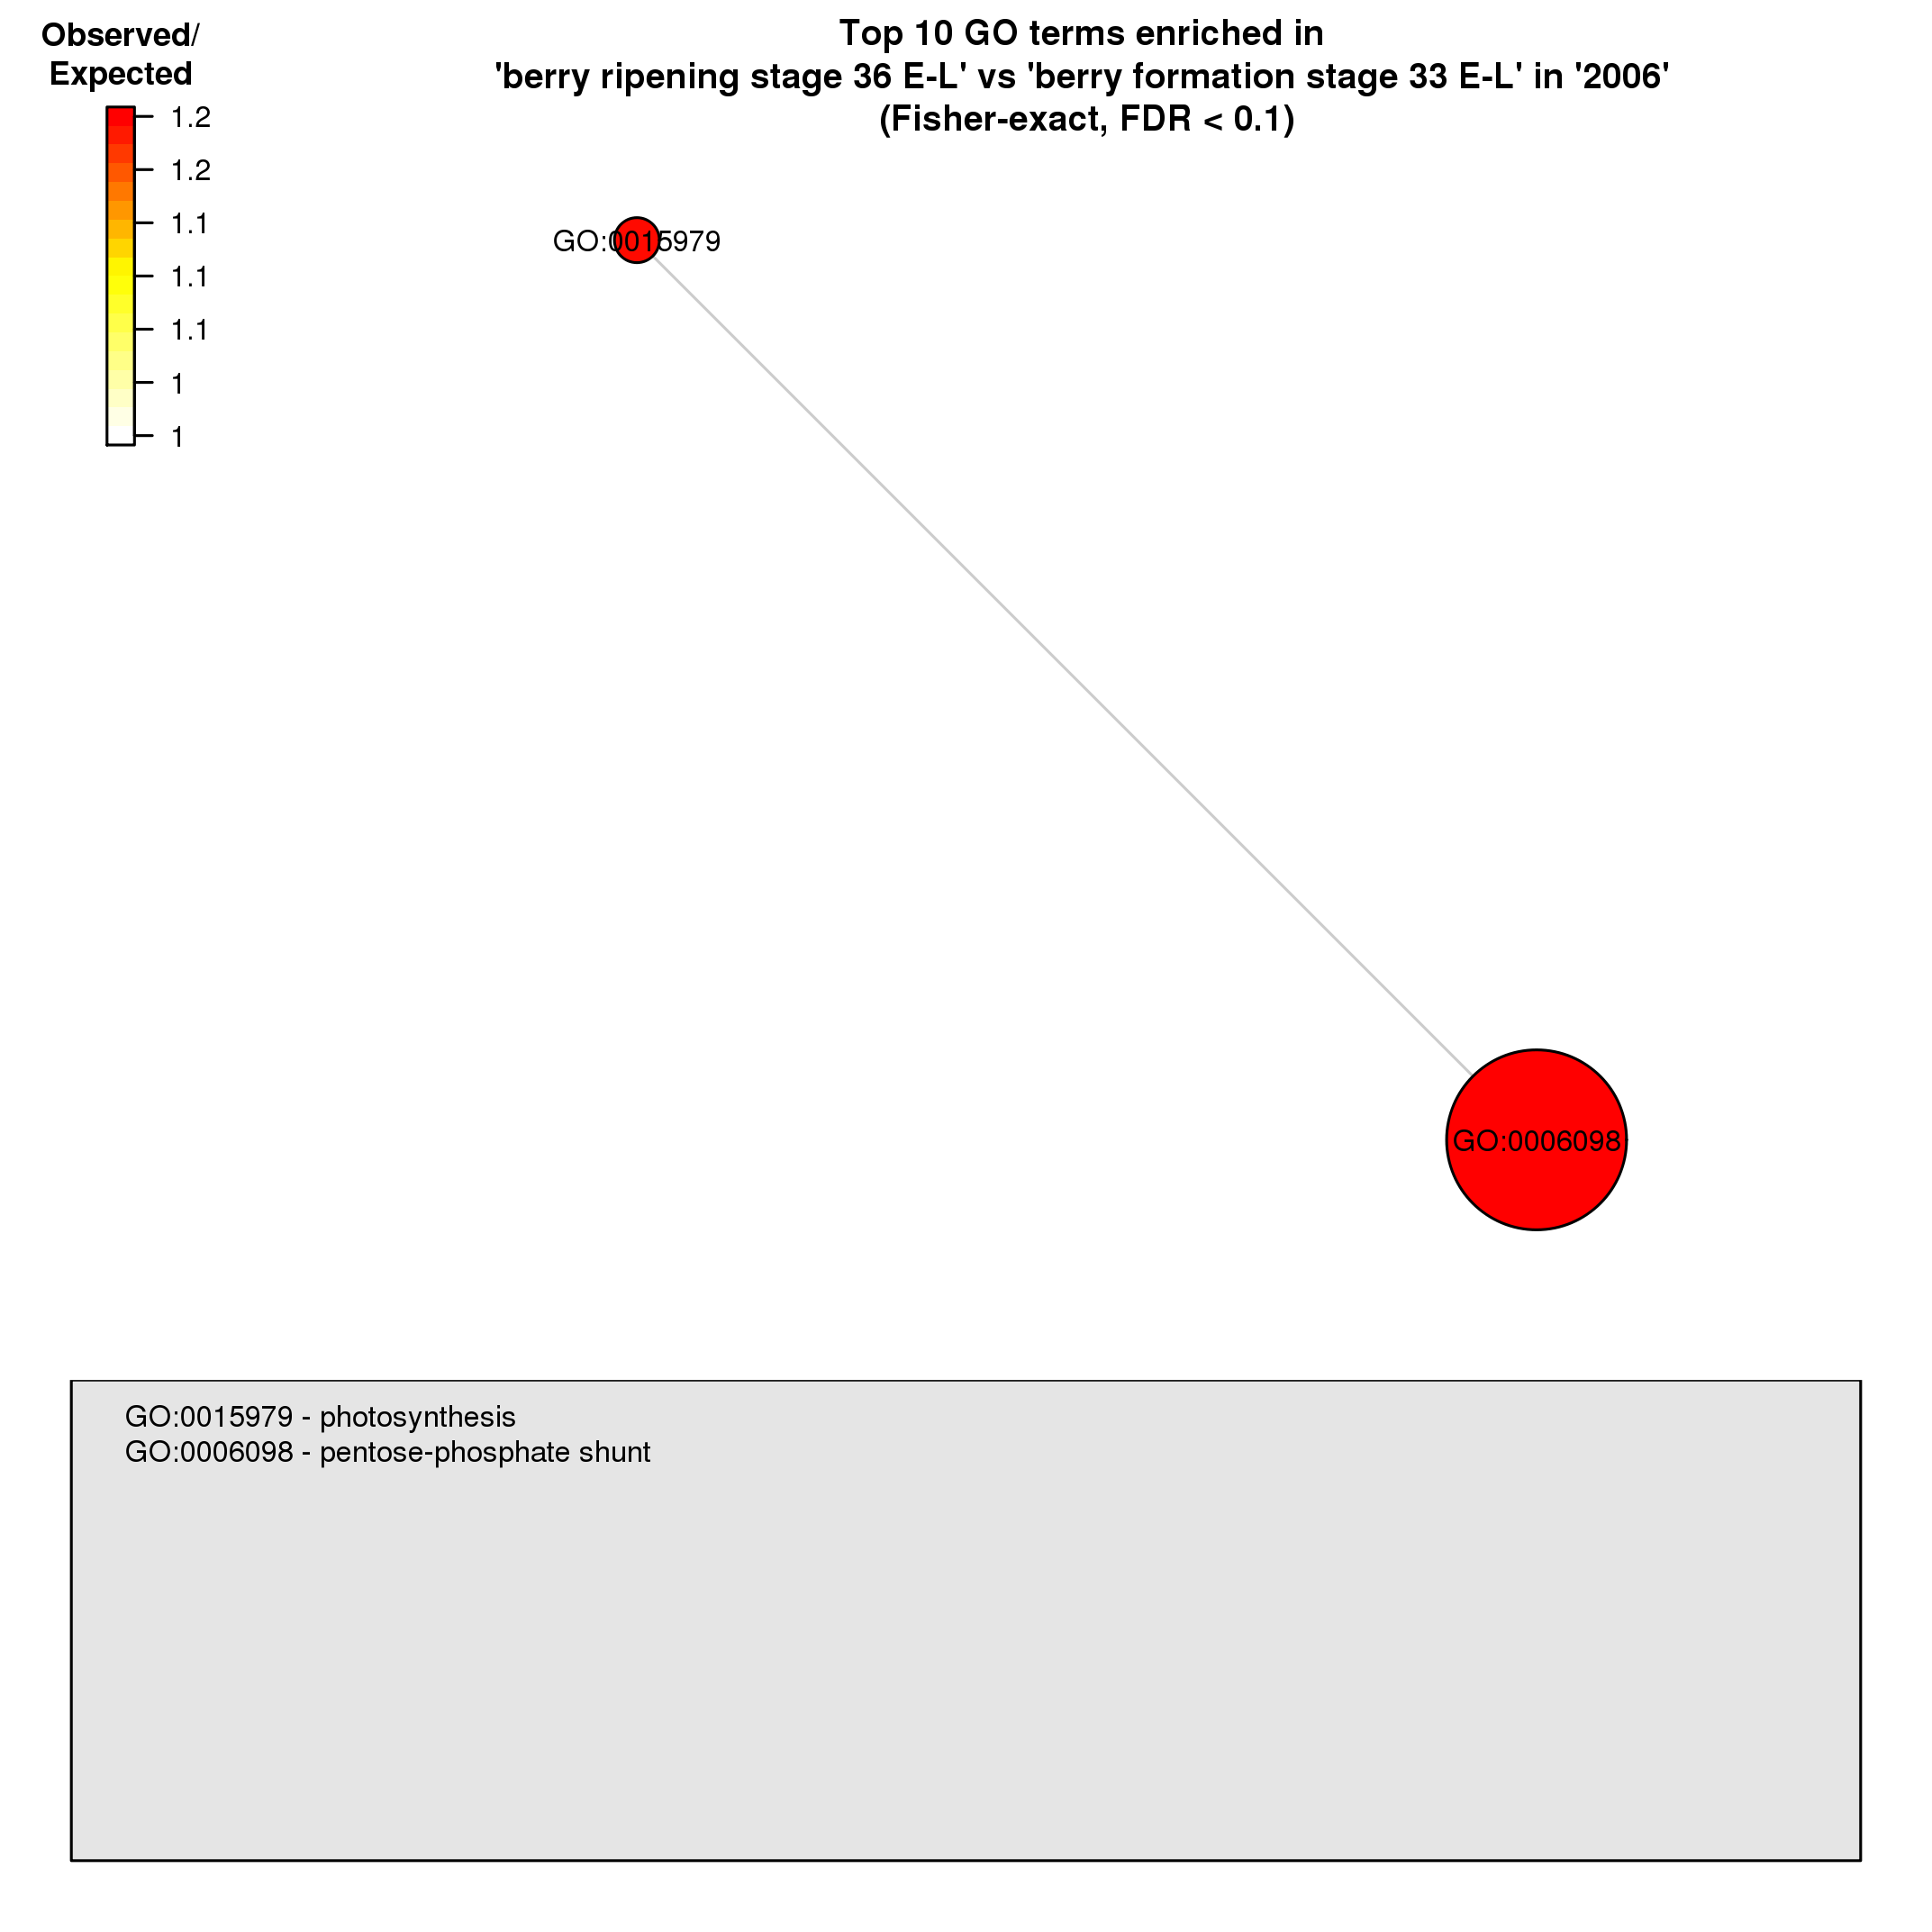 Observed/
Expected
1.2
1.2
1.1
1.1
1.1
1
1
Top 10 GO terms enriched in
'berry ripening stage 36 E-L' vs 'berry formation stage 33 E-L' in '2006'
(Fisher-exact, FDR < 0.1)
GO:0015979
GO:0006098
GO:0015979 - photosynthesis
GO:0006098 - pentose-phosphate shunt